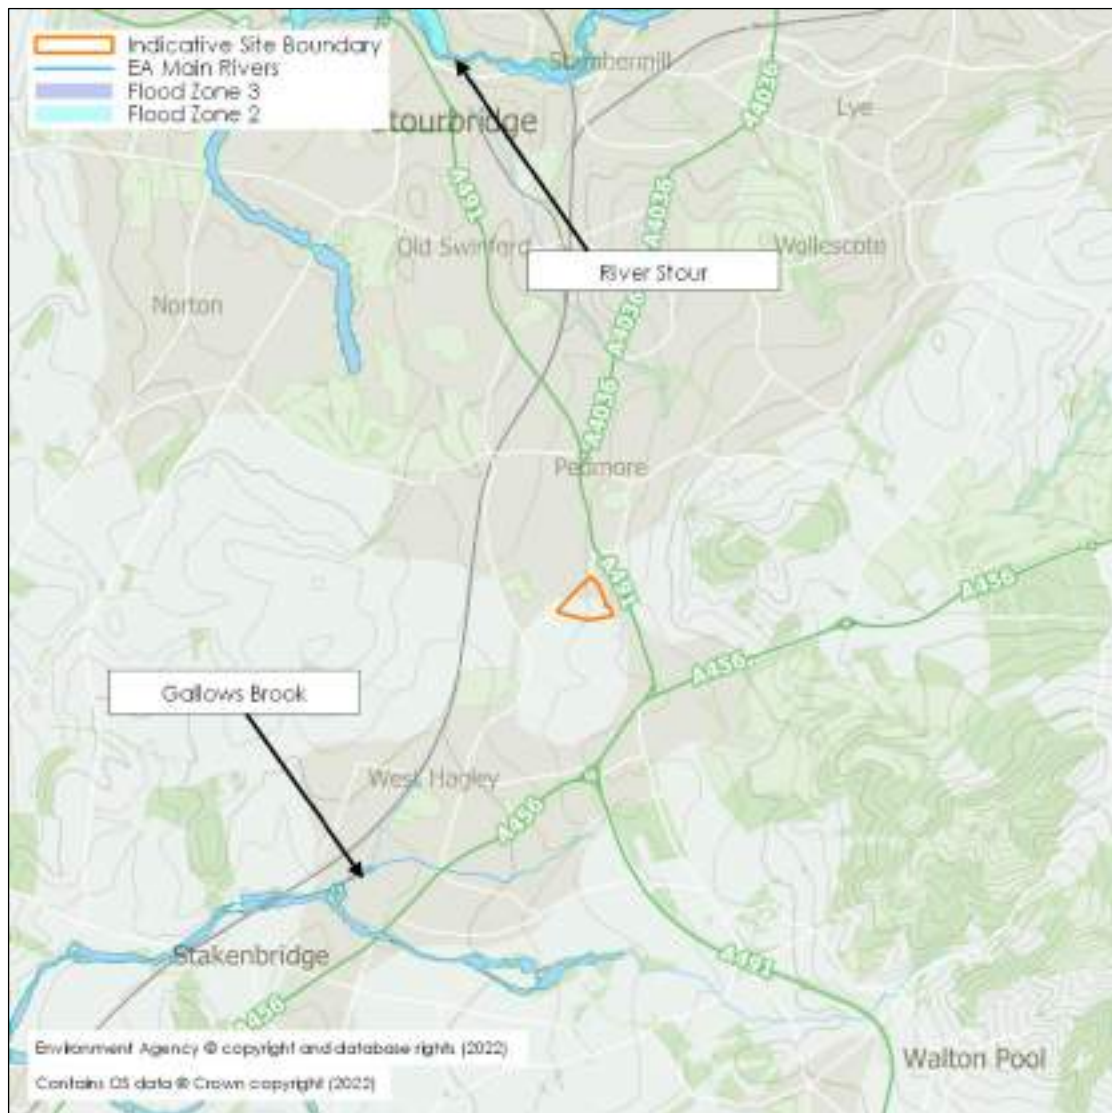 Indicative Site Boundary
EA Main Rivers
Flood Zone 3
Flood Zone 2
Stambermill
A4036
Lye
Stourbridge
A491
A4036
Old Swinford
Wollescote
River Stour
Norton
A4036
A4036
Pedmore
A491
A456
A456
Gallows Brook
West Hagley
A456
Stakenbridge
A491
A456
Environment Agency © copyright and database rights (2022)
Walton Pool
Contains OS data © Crown copyright (2022)